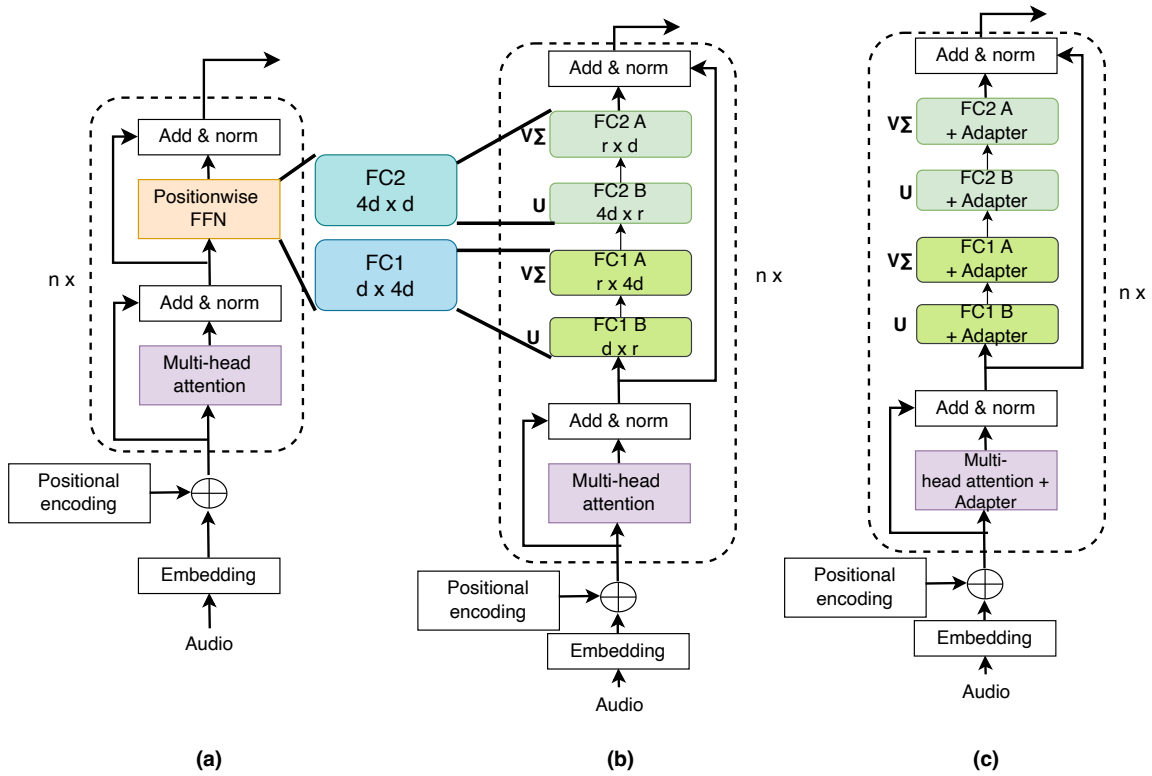 Add & norm
Positionwise
FFN
n x
Add & norm
Multi-head
attention
Positional
encoding
Embedding
Audio
(a)
FC2
4d x d
FC1
d x 4d
Add & norm
VΣ
FC2 A
r x d
U
FC2 B
4d x r
VΣ
FC1 A
r x 4d
U
FC1 B
d x r
n x
Add & norm
Multi-head
attention
Positional
encoding
Embedding
Audio
(b)
Add & norm
VΣ
FC2 A
+ Adapter
U
FC2 B
+ Adapter
VΣ
FC1 A
+ Adapter
U
FC1 B
+ Adapter
n x
Add & norm
Multi-
head attention +
Adapter
Positional
encoding
Embedding
Audio
(c)